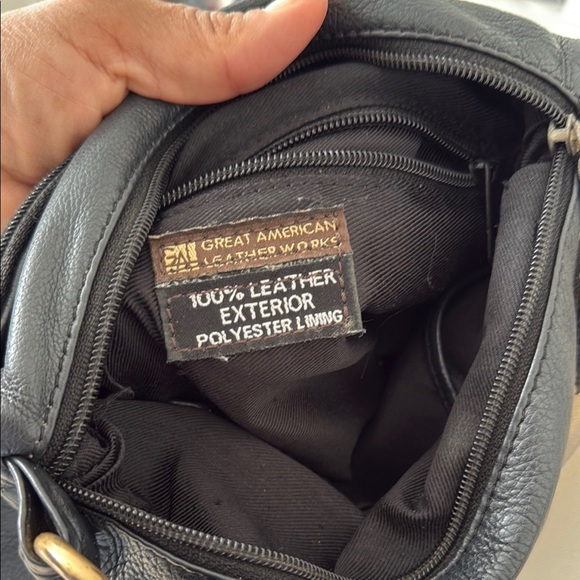 GREAT AMERICAN
LEATHER WORKS
100% LEATHER
EXTERIOR
POLYESTER LINING